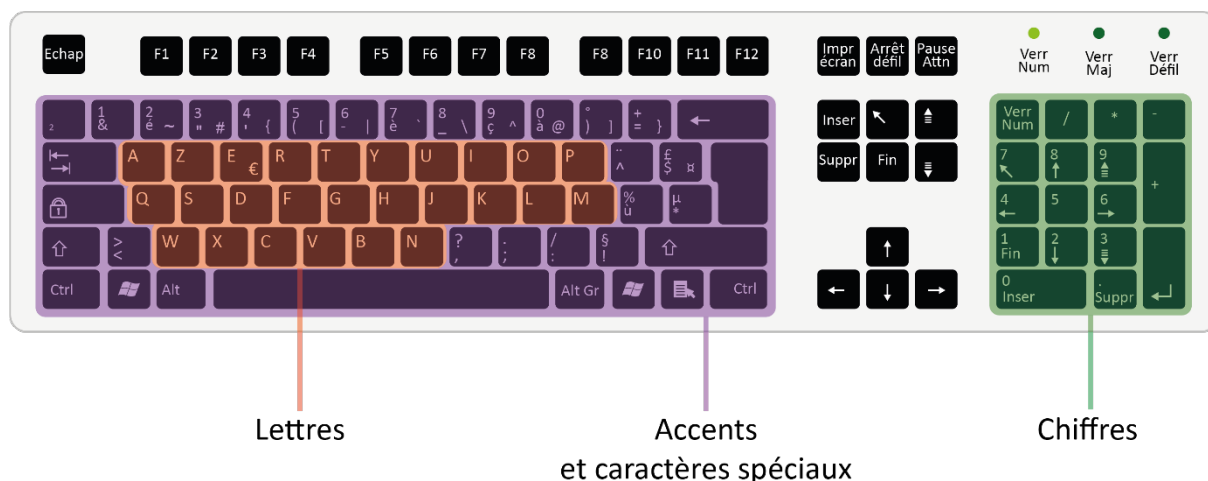 Echap F1 F2 F3 F4 F5 F6 F7 F8 F8 F10 F11 F12 Impr écran Arrêt défil Pause Attn Verr Num Verr Maj Verr Défil
2 1 & 2 é ~ 3 " # 4 ' { 5 ( [ 6 - | 7 è ` 8 _ \ 9 ç ^ 0 à @ ° ) ] + = } ← Inser ↖ Verr Num / * -
A Z E € R T Y U I O P ¨ ^ £ $ ¤ Suppr Fin 7 8 ↑ 9 +
Q S D F G H J K L M % ù µ * 4 ← 5 6 →
> < W X C V B N ? , . ; / : § ! ↑ 1 Fin 2 ↓ 3
Ctrl Alt Alt Gr Ctrl ← ↓ → 0 Inser . Suppr
Lettres Accents Chiffres
et caractères spéciaux